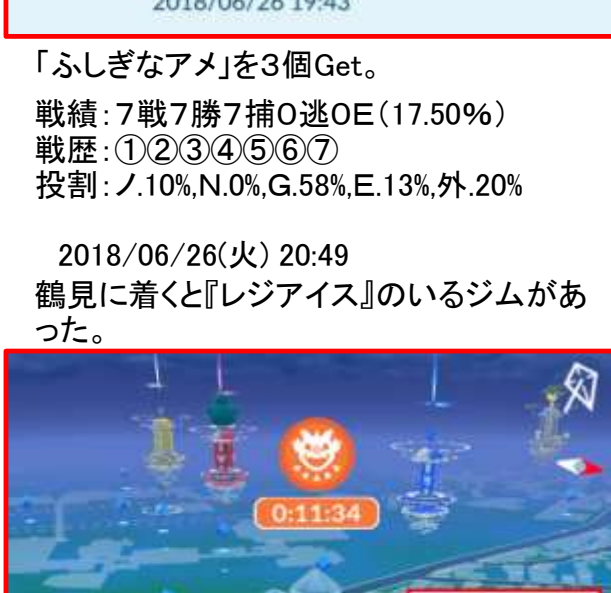 2018/06/26 19:43
「ふしぎなアメ」を3個Get。
戦績:7戦7勝7捕0逃0E(17.50%)
戦歴:①②③④⑤⑥⑦
投割:ノ.10%,N.0%,G.58%,E.13%,外.20%
2018/06/26(火) 20:49
鶴見に着くと『レジアイス』のいるジムがあ
った。
0:11:34